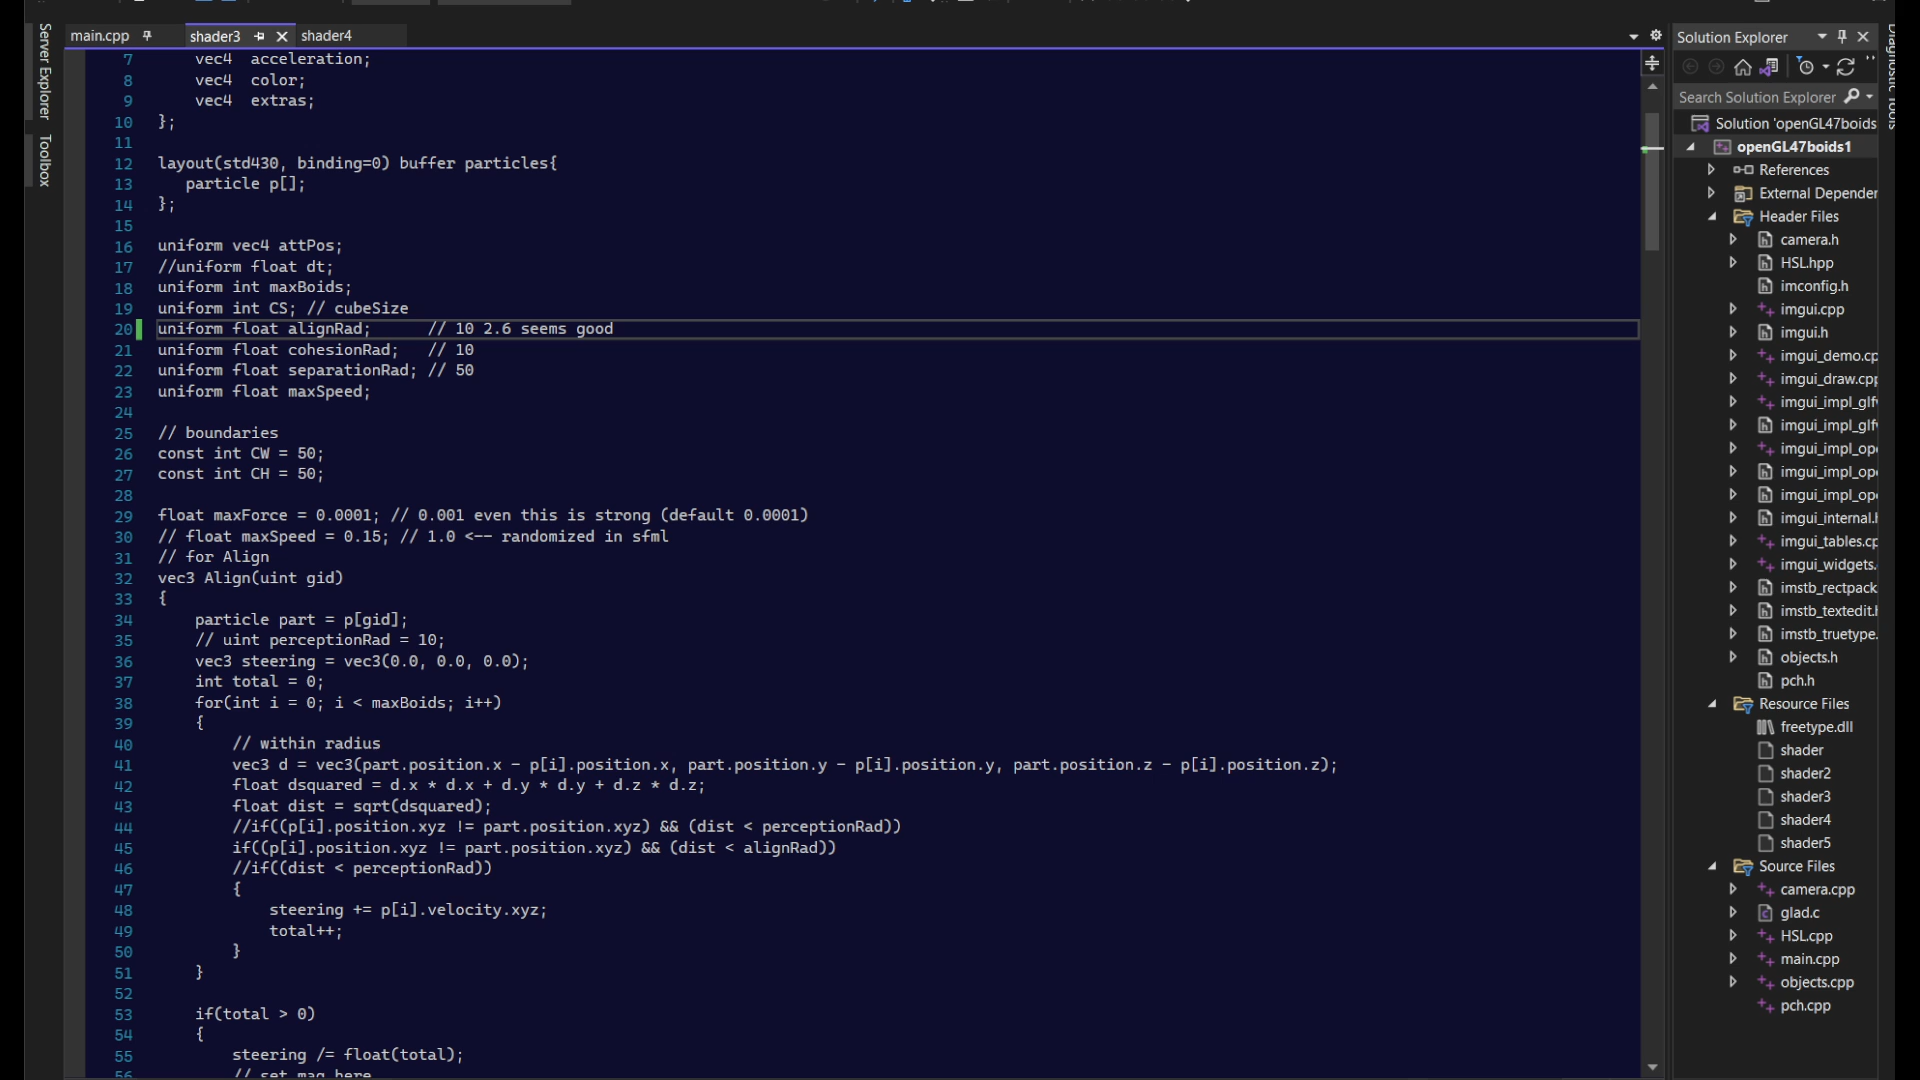 main.cpp
shader3
shader4
Server Explorer
Toolbox
7 vec4 acceleration;
8 vec4 color;
9 vec4 extras;
10 };
11
12 layout(std430, binding=0) buffer particles{
13 particle p[];
14 };
15
16 uniform vec4 attPos;
17 //uniform float dt;
18 uniform int maxBoids;
19 uniform int CS; // cubeSize
20 uniform float alignRad; // 10 2.6 seems good
21 uniform float cohesionRad; // 10
22 uniform float separationRad; // 50
23 uniform float maxSpeed;
24
25 // boundaries
26 const int CW = 50;
27 const int CH = 50;
28
29 float maxForce = 0.0001; // 0.001 even this is strong (default 0.0001)
30 // float maxSpeed = 0.15; // 1.0 <-- randomized in sfml
31 // for Align
32 vec3 Align(uint gid)
33 {
34 particle part = p[gid];
35 // uint perceptionRad = 10;
36 vec3 steering = vec3(0.0, 0.0, 0.0);
37 int total = 0;
38 for(int i = 0; i < maxBoids; i++)
39 {
40 // within radius
41 vec3 d = vec3(part.position.x - p[i].position.x, part.position.y - p[i].position.y, part.position.z - p[i].position.z);
42 float dsquared = d.x * d.x + d.y * d.y + d.z * d.z;
43 float dist = sqrt(dsquared);
44 //if((p[i].position.xyz != part.position.xyz) && (dist < perceptionRad))
45 if((p[i].position.xyz != part.position.xyz) && (dist < alignRad))
46 //if((dist < perceptionRad))
47 {
48 steering += p[i].velocity.xyz;
49 total++;
50 }
51 }
52
53 if(total > 0)
54 {
55 steering /= float(total);
56 // set mag here
Solution Explorer
Search Solution Explorer
Solution 'openGL47boids
openGL47boids1
References
External Depender
Header Files
camera.h
HSL.hpp
imconfig.h
imgui.cpp
imgui.h
imgui_demo.cp
imgui_draw.cpp
imgui_impl_glf
imgui_impl_glf
imgui_impl_op
imgui_impl_op
imgui_impl_op
imgui_internal.h
imgui_tables.cp
imgui_widgets.
imstb_rectpack
imstb_textedit.h
imstb_truetype.
objects.h
pch.h
Resource Files
freetype.dll
shader
shader2
shader3
shader4
shader5
Source Files
camera.cpp
glad.c
HSL.cpp
main.cpp
objects.cpp
pch.cpp
Diagnostic Tools